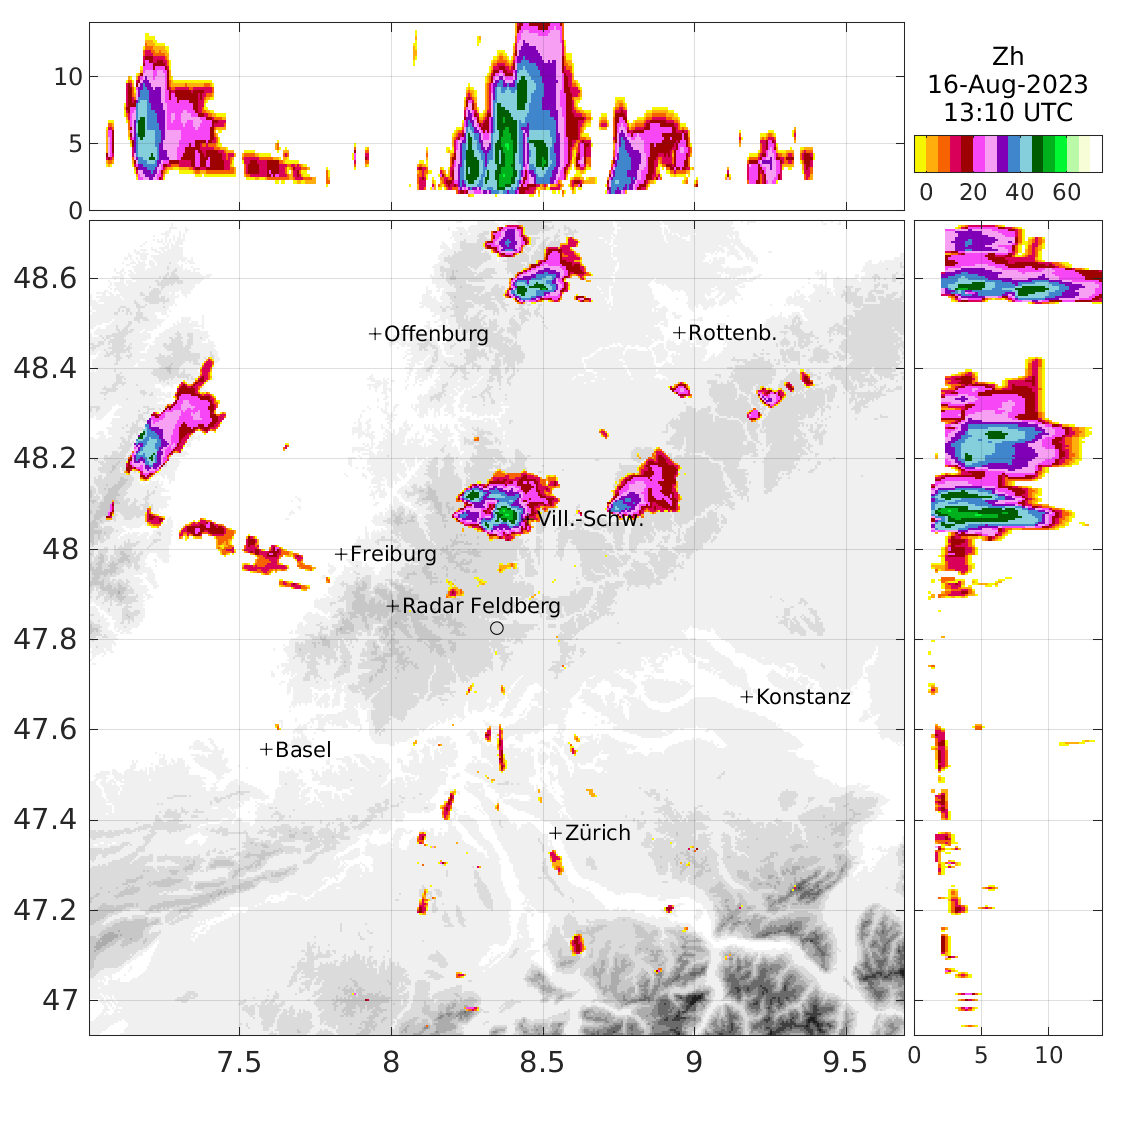 10
5
0
Zh
16-Aug-2023
13:10 UTC
0 20 40 60
48.6
48.4
48.2
48
47.8
47.6
47.4
47.2
47
Offenburg
Rottenb.
Vill.-Schw.
Freiburg
Radar Feldberg
Konstanz
Basel
Zürich
7.5 8 8.5 9 9.5
0 5 10